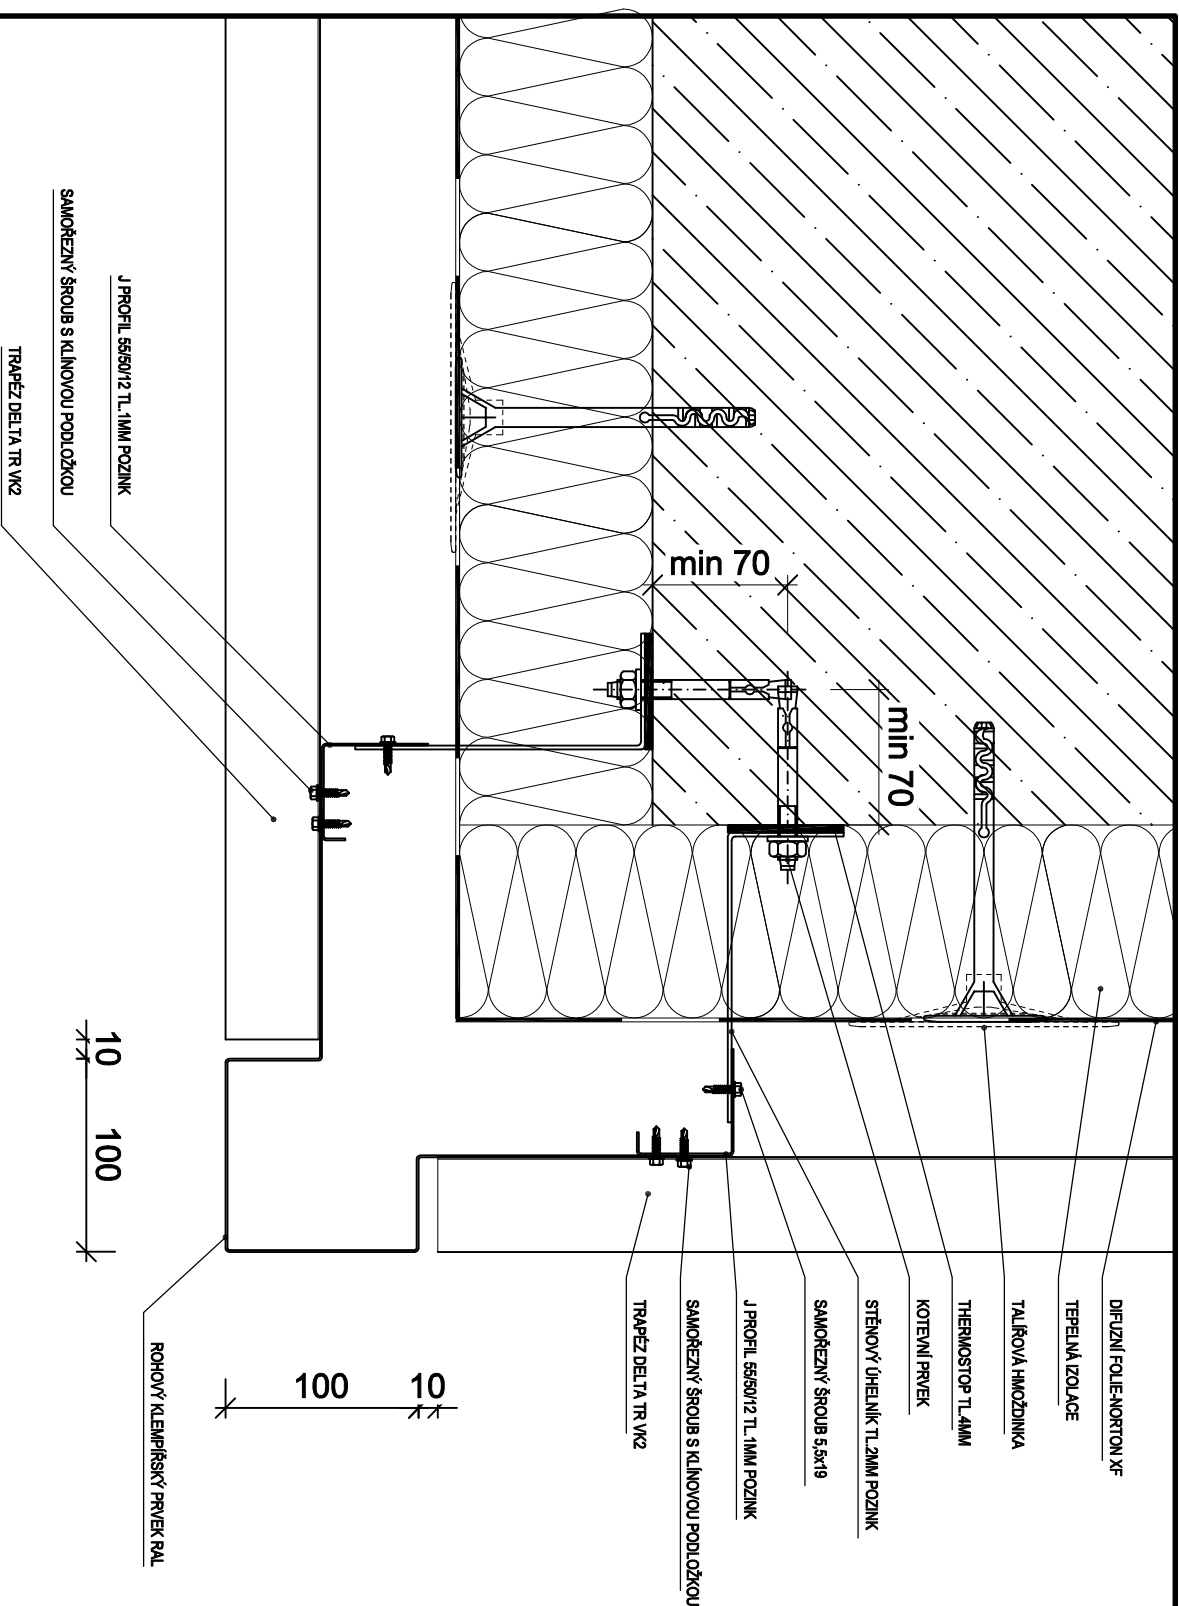 DIFUZNÍ FOLIE-NORTON XF
TEPELNÁ IZOLACE
TALÍŘOVÁ HMOŽDINKA
THERMOSTOP TL.4MM
KOTEVNÍ PRVEK
STĚNOVÝ ÚHELNÍK TL.2MM POZINK
SAMOŘEZNÝ ŠROUB 5,5x19
J PROFIL 55/50/12 TL.1MM POZINK
SAMOŘEZNÝ ŠROUB S KLÍNOVOU PODLOŽKOU
TRAPÉZ DELTA TR VK2
min 70
min 70
J PROFIL 55/50/12 TL.1MM POZINK
SAMOŘEZNÝ ŠROUB S KLÍNOVOU PODLOŽKOU
TRAPÉZ DELTA TR VK2
10
100
100
10
ROHOVÝ KLEMPÍŘSKÝ PRVEK RAL